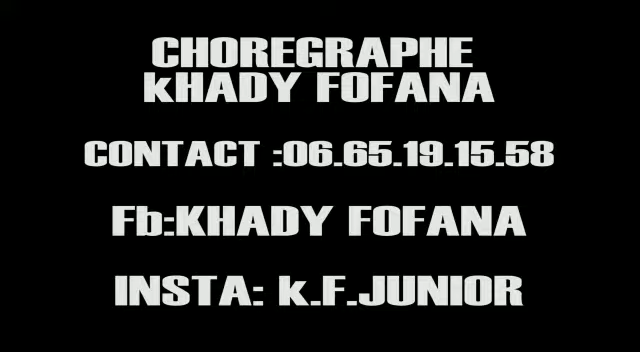 CHOREGRAPHE
kHADY FOFANA
CONTACT :06.65.19.15.58
Fb:KHADY FOFANA
INSTA: k.F.JUNIOR